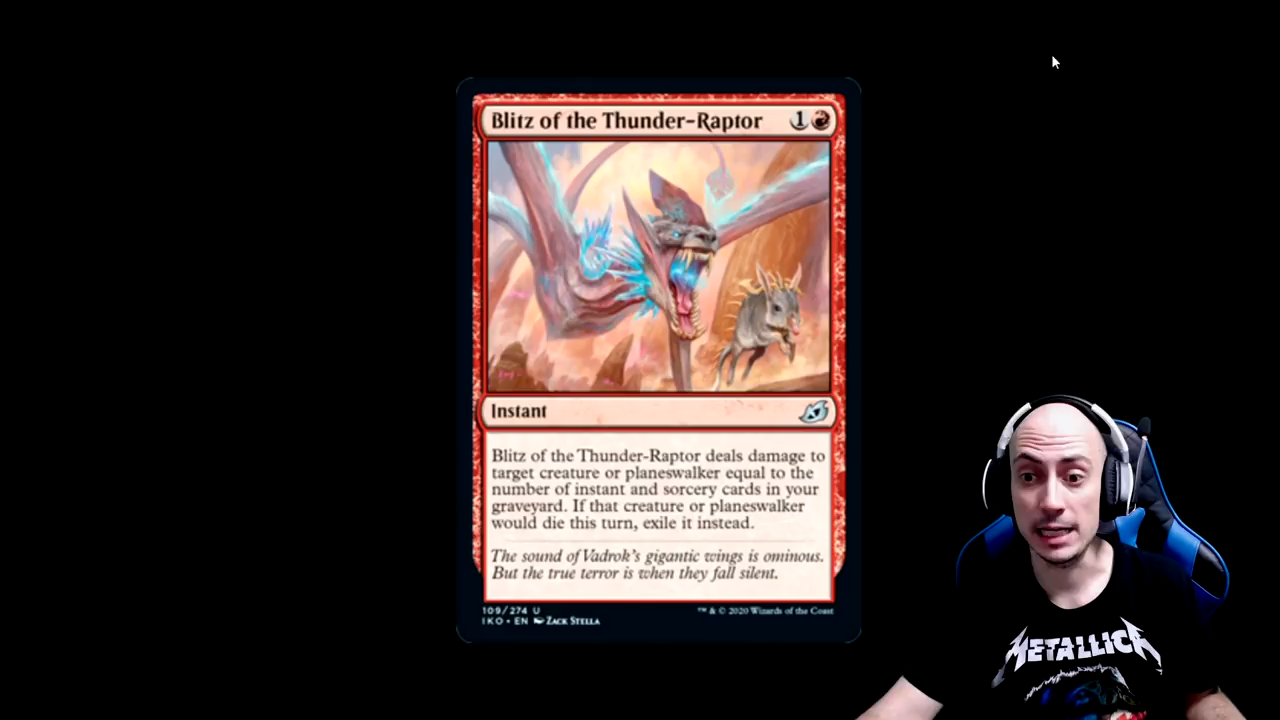 Blitz of the Thunder-Raptor 1
Instant
Blitz of the Thunder-Raptor deals damage to
target creature or planeswalker equal to the
number of instant and sorcery cards in your
graveyard. If that creature or planeswalker
would die this turn, exile it instead.
The sound of Vadrok's gigantic wings is ominous.
But the true terror is when they fall silent.
109/274 U
™ & © 2020 Wizards of the Coast
IKO • EN Zack Stella
METALLICA